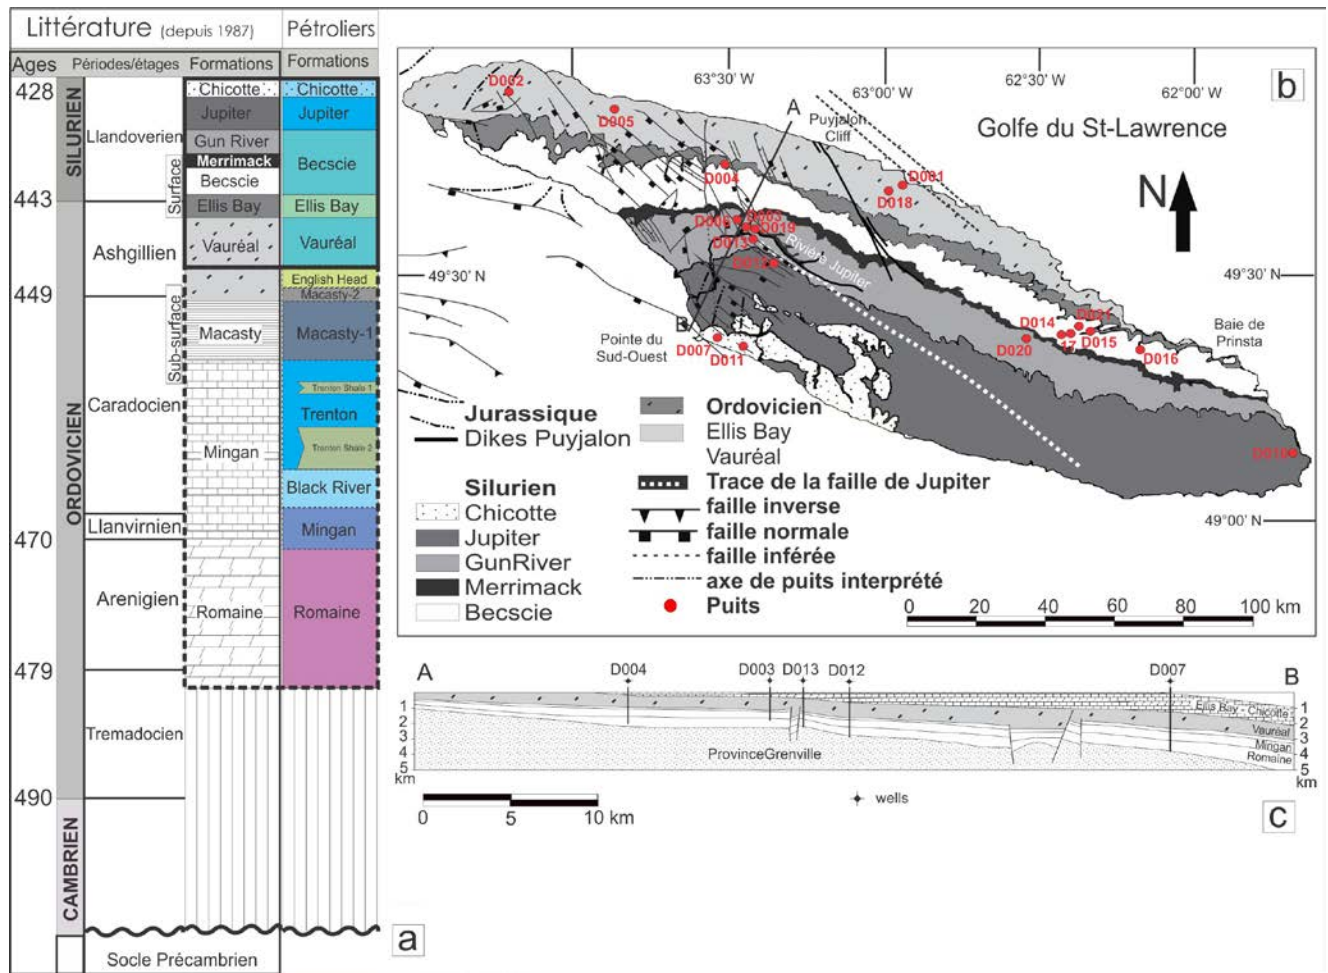 Littérature (depuis 1987)
Pétroliers
Ages
Périodes/étages
Formations
Formations
428
443
449
470
479
490
SILURIEN
ORDOVICIEN
CAMBRIEN
Llandoverien
Ashgillien
Caradocien
Llanvirnien
Arenigien
Tremadocien
Surface
Sub-surface
Chicotte
Jupiter
Gun River
Merrimack
Becscie
Ellis Bay
Vauréal
Macasty
Mingan
Romaine
Chicotte
Jupiter
Becscie
Ellis Bay
Vauréal
English Head
Macasty-2
Macasty-1
Trenton Shale 1
Trenton
Trenton Shale 2
Black River
Mingan
Romaine
Socle Précambrien
a
63°30' W
63°00' W
62°30' W
62°00' W
b
Golfe du St-Lawrence
N
49°30' N
49°30' N
49°00' N
A
Puyjalon
Cliff
Rivière Jupiter
Pointe du
Sud-Ouest
Baie de
Prinsta
B
D002
D005
D004
D001
D018
D006
D003
D019
D013
D012
D007
D011
D014
17
D021
D015
D016
D020
D010
Jurassique
Dikes Puyjalon
Silurien
Chicotte
Jupiter
GunRiver
Merrimack
Becscie
Ordovicien
Ellis Bay
Vauréal
Trace de la faille de Jupiter
faille inverse
faille normale
faille inférée
axe de puits interprété
Puits
0 20 40 60 80 100 km
A
D004
D003
D013
D012
D007
B
1
2
3
4
5
km
Ellis Bay - Chicotte
Vauréal
Mingan
Romaine
ProvinceGrenville
1
2
3
4
5
km
0 5 10 km
wells
c